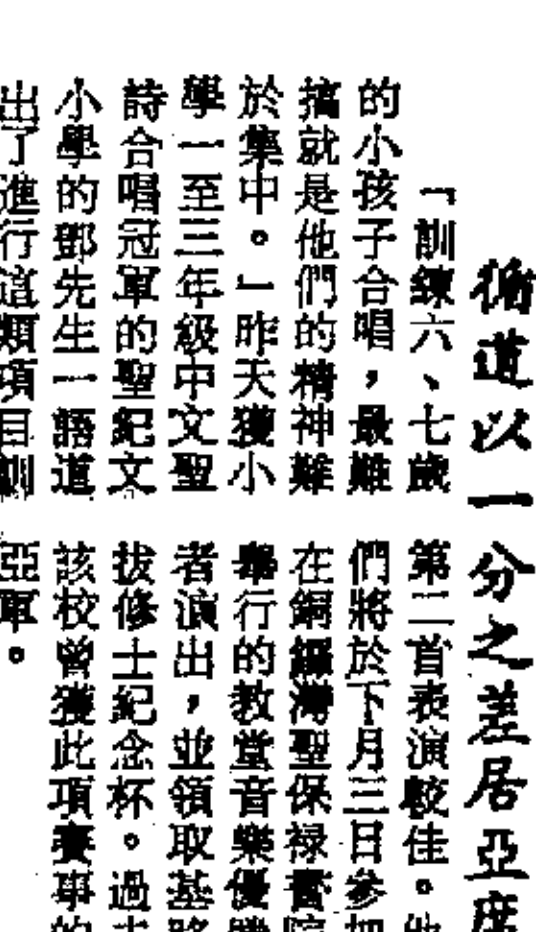 循道以一分之差居亞席
「訓練六、七歲
的小孩子合唱，最難
搞就是他們的精神難
於集中。」昨天獲小
學一至三年級中文聖
詩合唱冠軍的聖紀文
小學的鄧先生一語道
出了進行這類項目訓
第二首表演較佳。他
們將於下月三日參加
在銅鑼灣聖保祿書院
舉行的教堂音樂優勝
者演出，並領取基
拔修士紀念杯。過去
該校曾獲此項賽事的
亞軍。